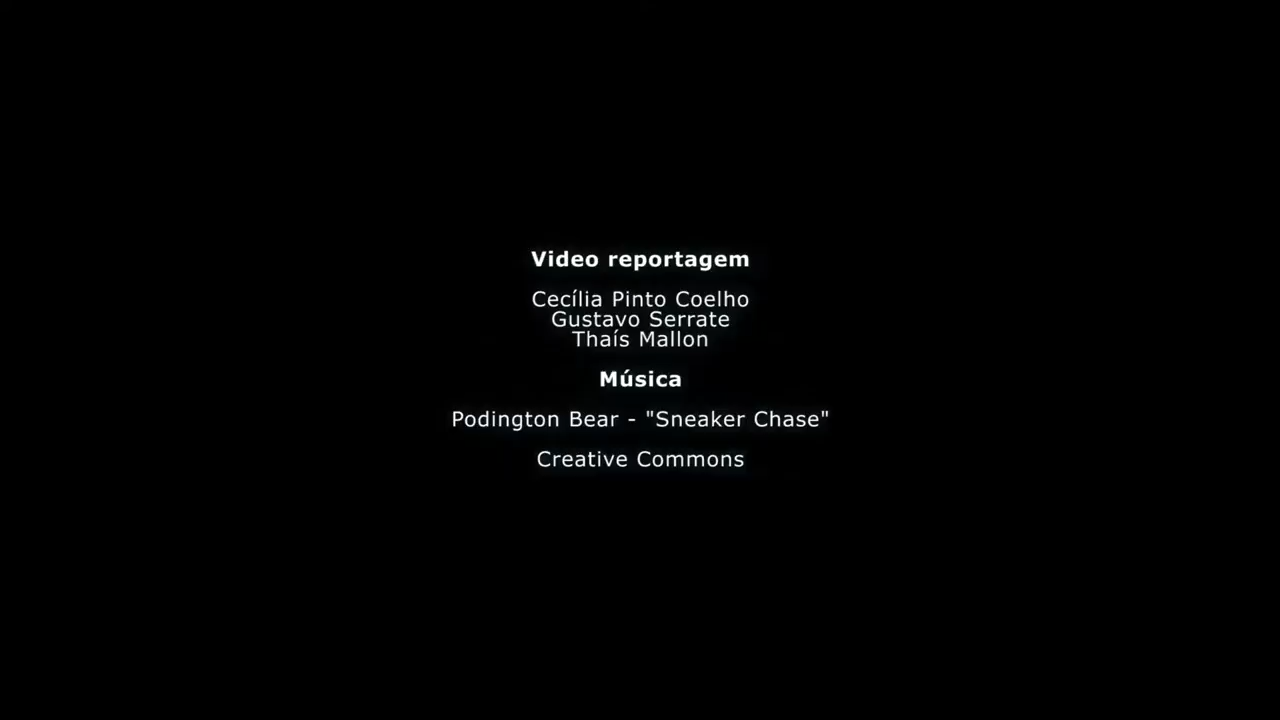 Video reportagem
Cecília Pinto Coelho
Gustavo Serrate
Thaís Mallon
Música
Podington Bear - "Sneaker Chase"
Creative Commons